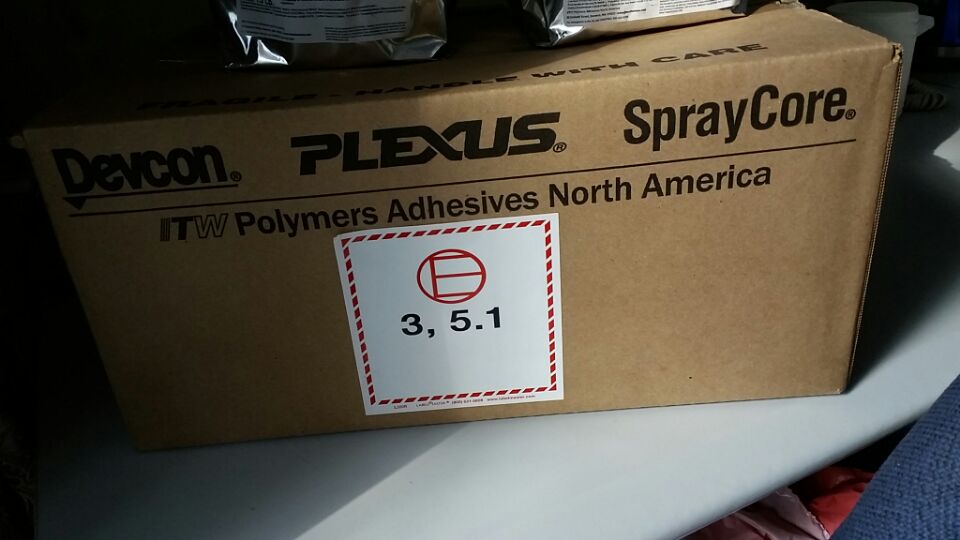 FRAGILE - HANDLE WITH CARE
Devcon® PLEXUS® SprayCore®
ITW Polymers Adhesives North America
E
3, 5.1